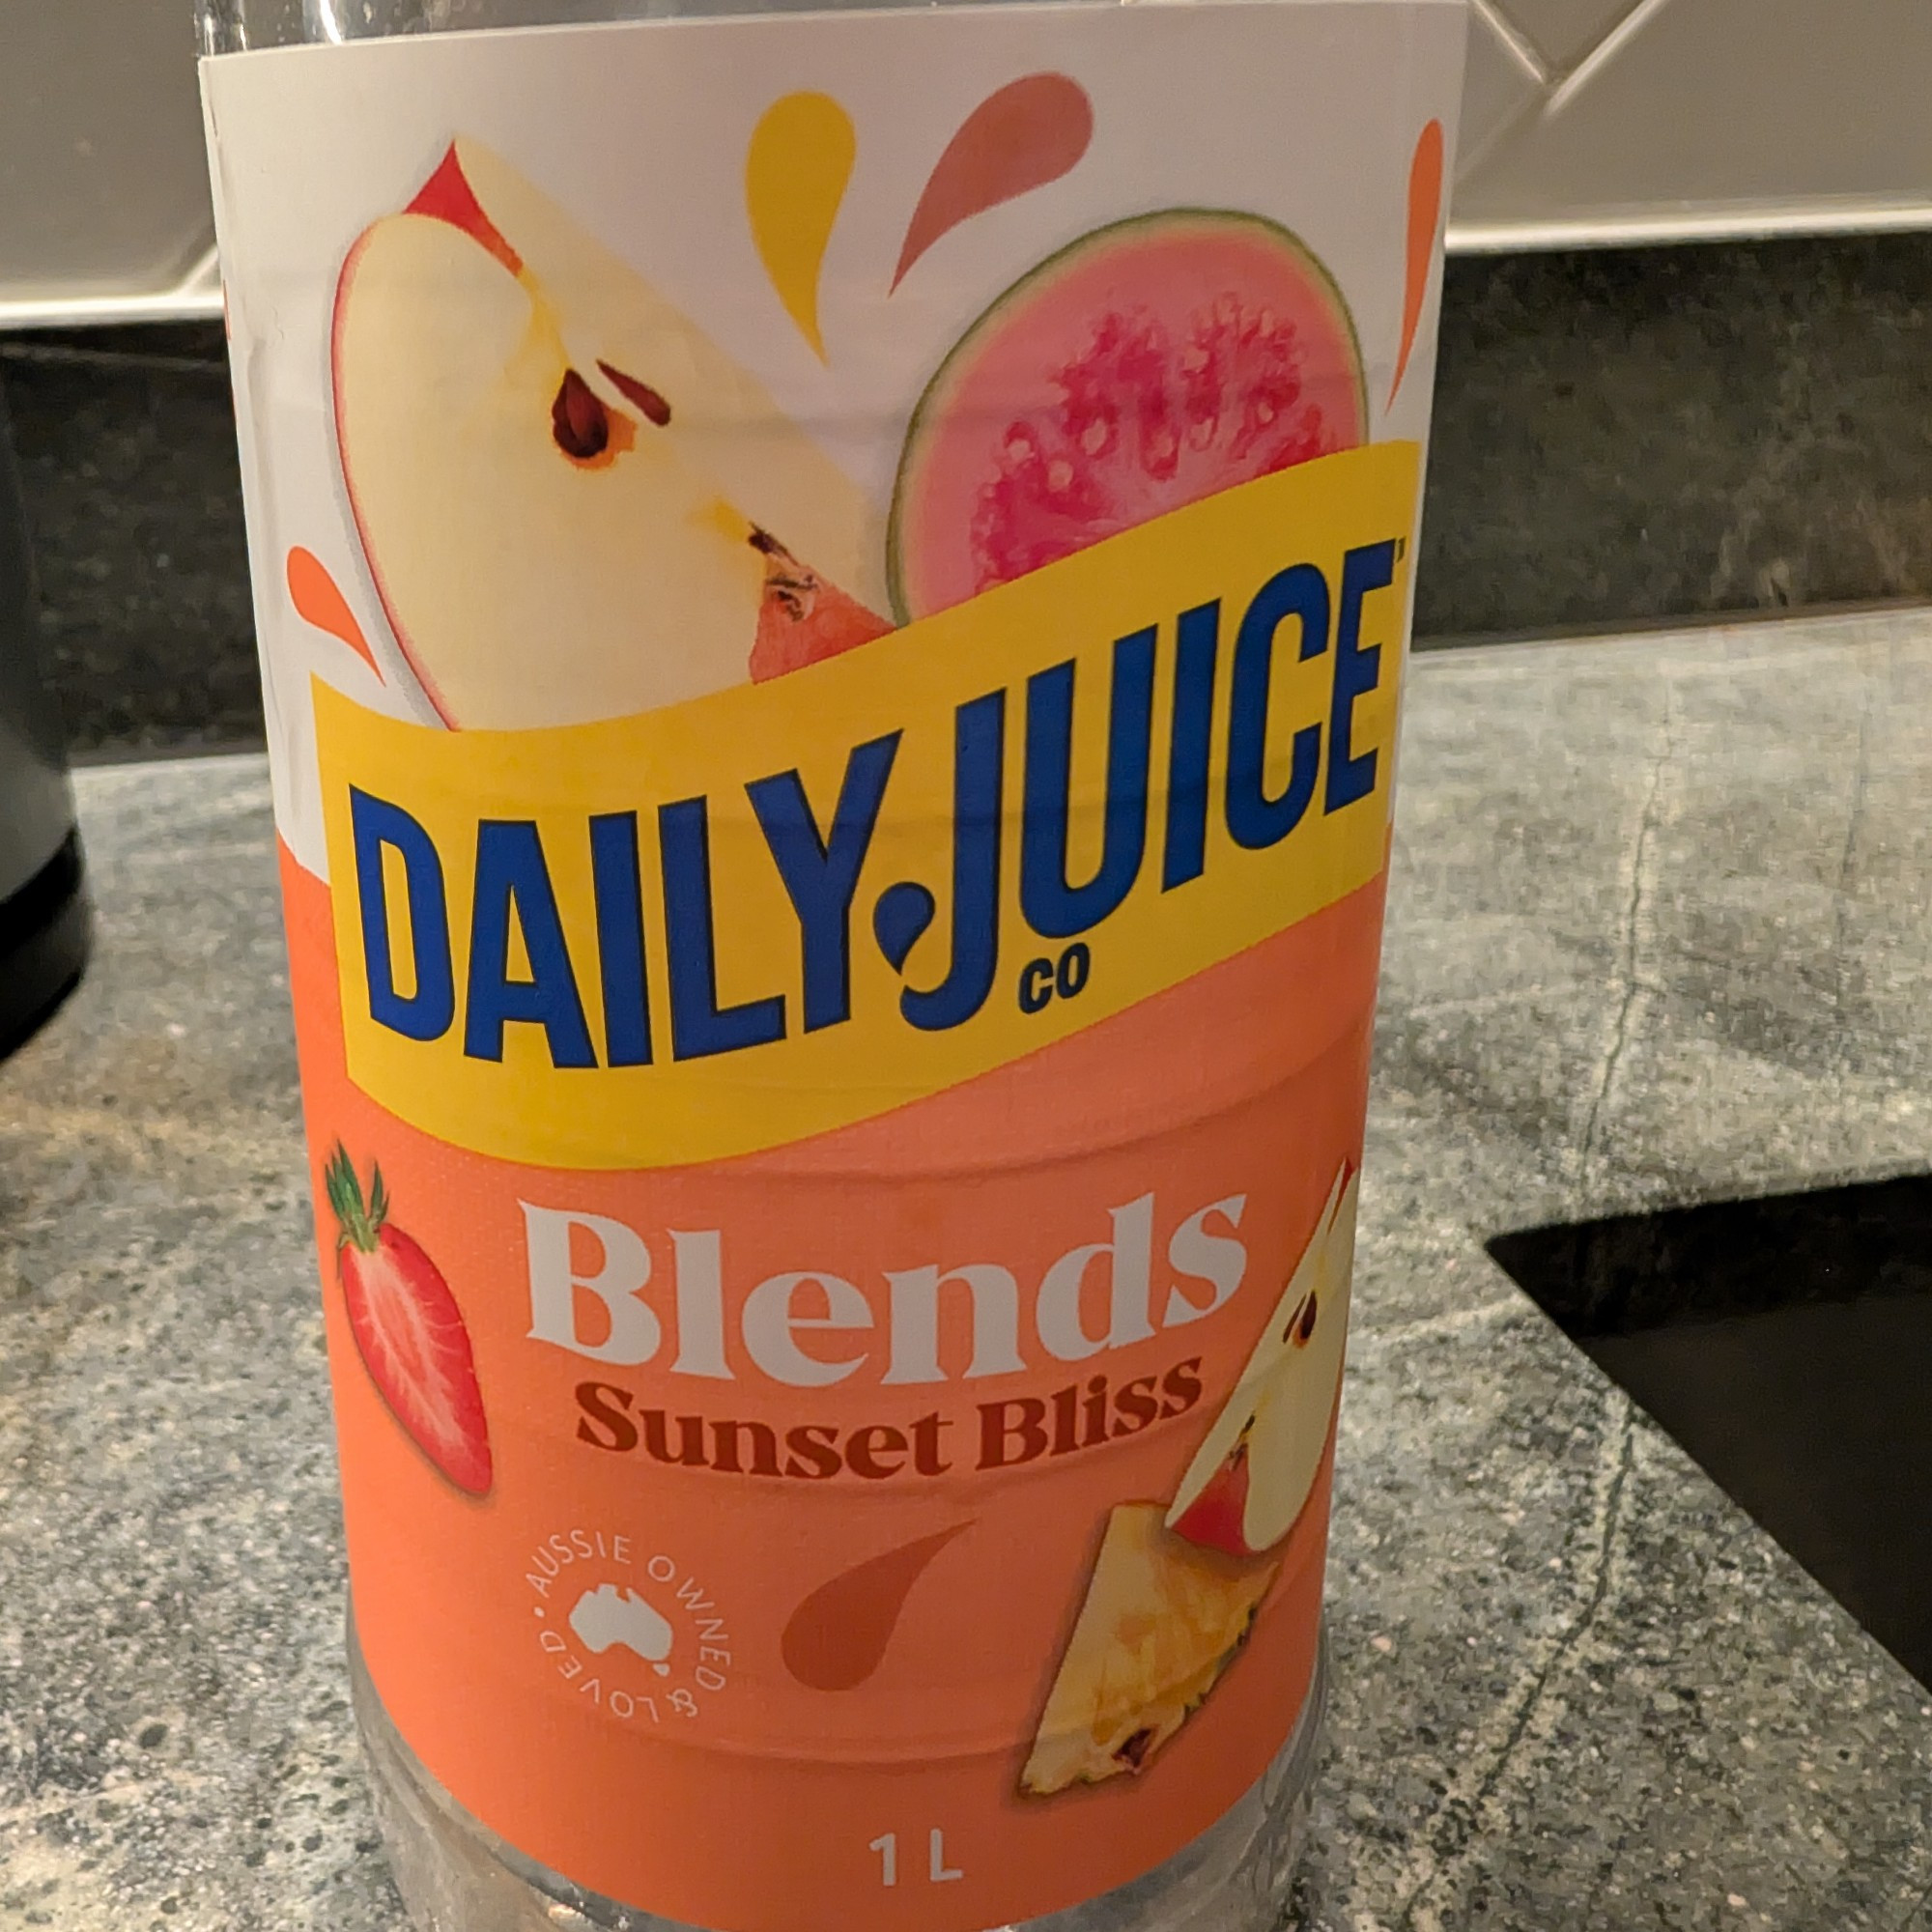 DAILY JUICE
CO
Blends
Sunset Bliss
AUSSIE OWNED & LOVED •
1 L